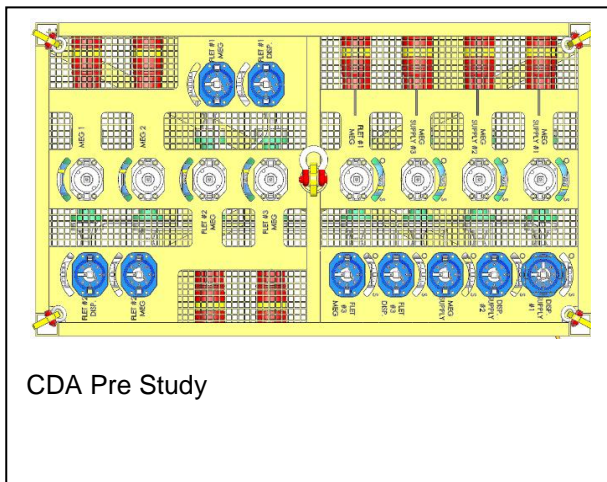 FLET #1
MEG
FLET #1
DISP.
MEG 1
MEG 2
FLET #1
MEG
MEG
SUPPLY #3
MEG
SUPPLY #2
MEG
SUPPLY #1
FLET #2
MEG
FLET #3
MEG
DISP.
FLET #2
MEG
FLET
#3
MEG
FLET
#3
DISP.
MEG
SUPPLY
DISP.
SUPPLY
#2
DISP.
SUPPLY
#1
CDA Pre Study